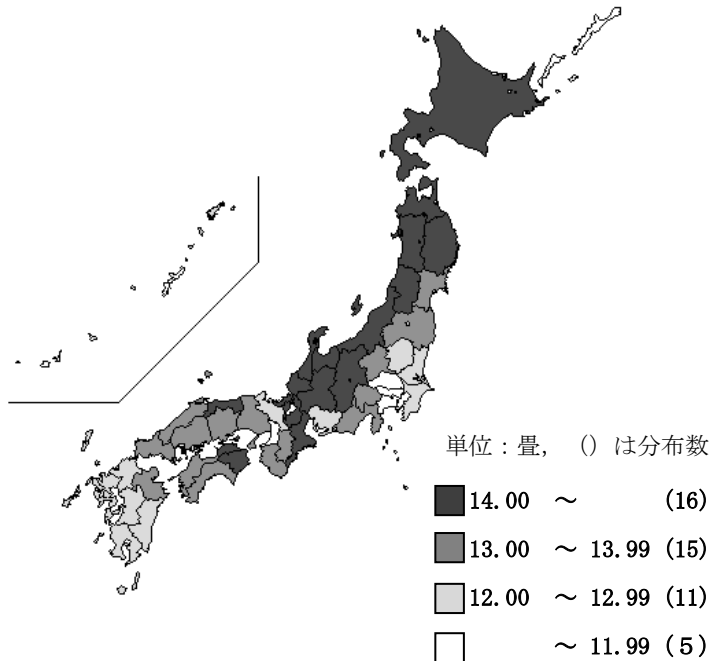 単位：畳， （）は分布数
14.00 ～ (16)
13.00 ～ 13.99 (15)
12.00 ～ 12.99 (11)
～ 11.99 (5)